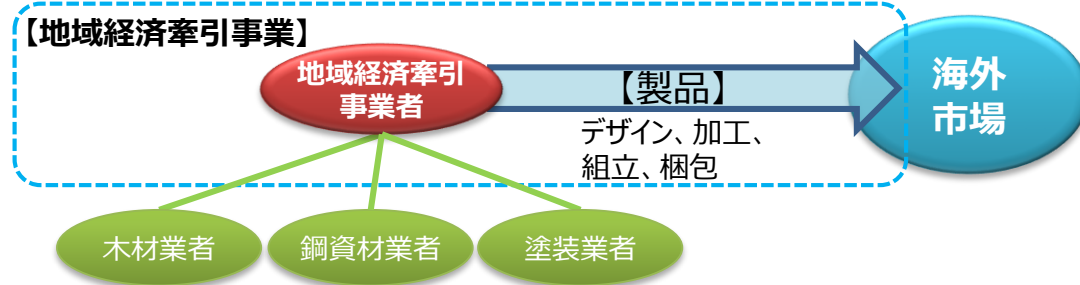 【地域経済牽引事業】
地域経済牽引
事業者
【製品】
デザイン、加工、
組立、梱包
海外
市場
木材業者
鋼資材業者
塗装業者